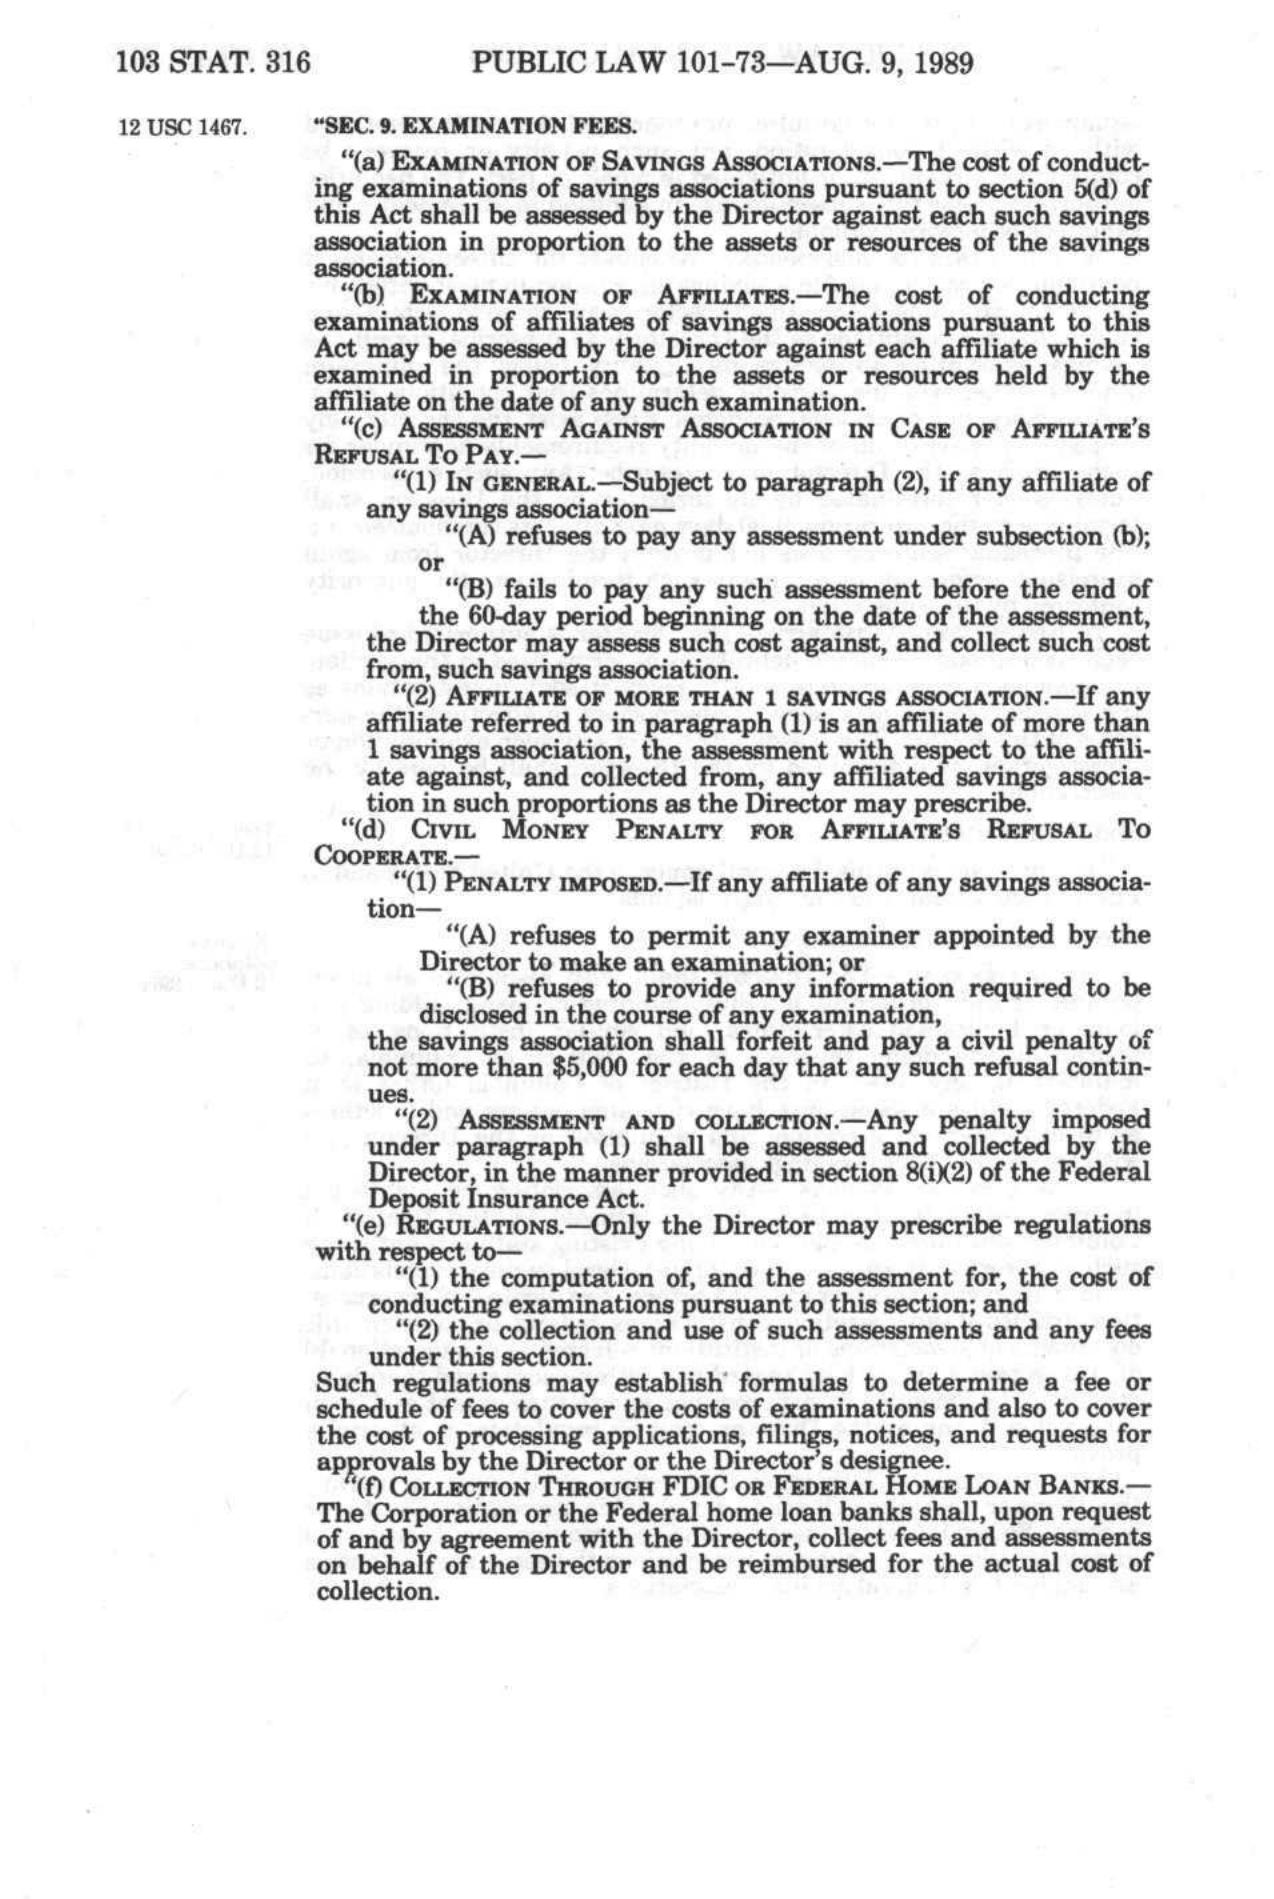 103 STAT. 316 PUBLIC LAW 101-73—AUG. 9, 1989
12 USC 1467. "SEC. 9. EXAMINATION FEES.
"(a) EXAMINATION OF SAVINGS ASSOCIATIONS.—The cost of conduct-
ing examinations of savings associations pursuant to section 5(d) of
this Act shall be assessed by the Director against each such savings
association in proportion to the assets or resources of the savings
association.
"(b) EXAMINATION OF AFFILIATES.—The cost of conducting
examinations of affiliates of savings associations pursuant to this
Act may be assessed by the Director against each affiliate which is
examined in proportion to the assets or resources held by the
affiliate on the date of any such examination.
"(c) ASSESSMENT AGAINST ASSOCIATION IN CASE OF AFFILIATE'S
REFUSAL TO PAY.—
"(1) IN GENERAL.—Subject to paragraph (2), if any affiliate of
any savings association—
"(A) refuses to pay any assessment under subsection (b);
or
"(B) fails to pay any such assessment before the end of
the 60-day period beginning on the date of the assessment,
the Director may assess such cost against, and collect such cost
from, such savings association.
"(2) AFFILIATE OF MORE THAN 1 SAVINGS ASSOCIATION.—If any
affiliate referred to in paragraph (1) is an affiliate of more than
1 savings association, the assessment with respect to the affili-
ate against, and collected from, any affiliated savings associa-
tion in such proportions as the Director may prescribe.
"(d) CIVIL MONEY PENALTY FOR AFFILIATE'S REFUSAL TO
COOPERATE.—
"(1) PENALTY IMPOSED.—If any affiliate of any savings associa-
tion—
"(A) refuses to permit any examiner appointed by the
Director to make an examination; or
"(B) refuses to provide any information required to be
disclosed in the course of any examination,
the savings association shall forfeit and pay a civil penalty of
not more than $5,000 for each day that any such refusal contin-
ues.
"(2) ASSESSMENT AND COLLECTION.—Any penalty imposed
under paragraph (1) shall be assessed and collected by the
Director, in the manner provided in section 8(i)(2) of the Federal
Deposit Insurance Act.
"(e) REGULATIONS.—Only the Director may prescribe regulations
with respect to—
"(1) the computation of, and the assessment for, the cost of
conducting examinations pursuant to this section; and
"(2) the collection and use of such assessments and any fees
under this section.
Such regulations may establish formulas to determine a fee or
schedule of fees to cover the costs of examinations and also to cover
the cost of processing applications, filings, notices, and requests for
approvals by the Director or the Director's designee.
"(f) COLLECTION THROUGH FDIC OR FEDERAL HOME LOAN BANKS.—
The Corporation or the Federal home loan banks shall, upon request
of and by agreement with the Director, collect fees and assessments
on behalf of the Director and be reimbursed for the actual cost of
collection.